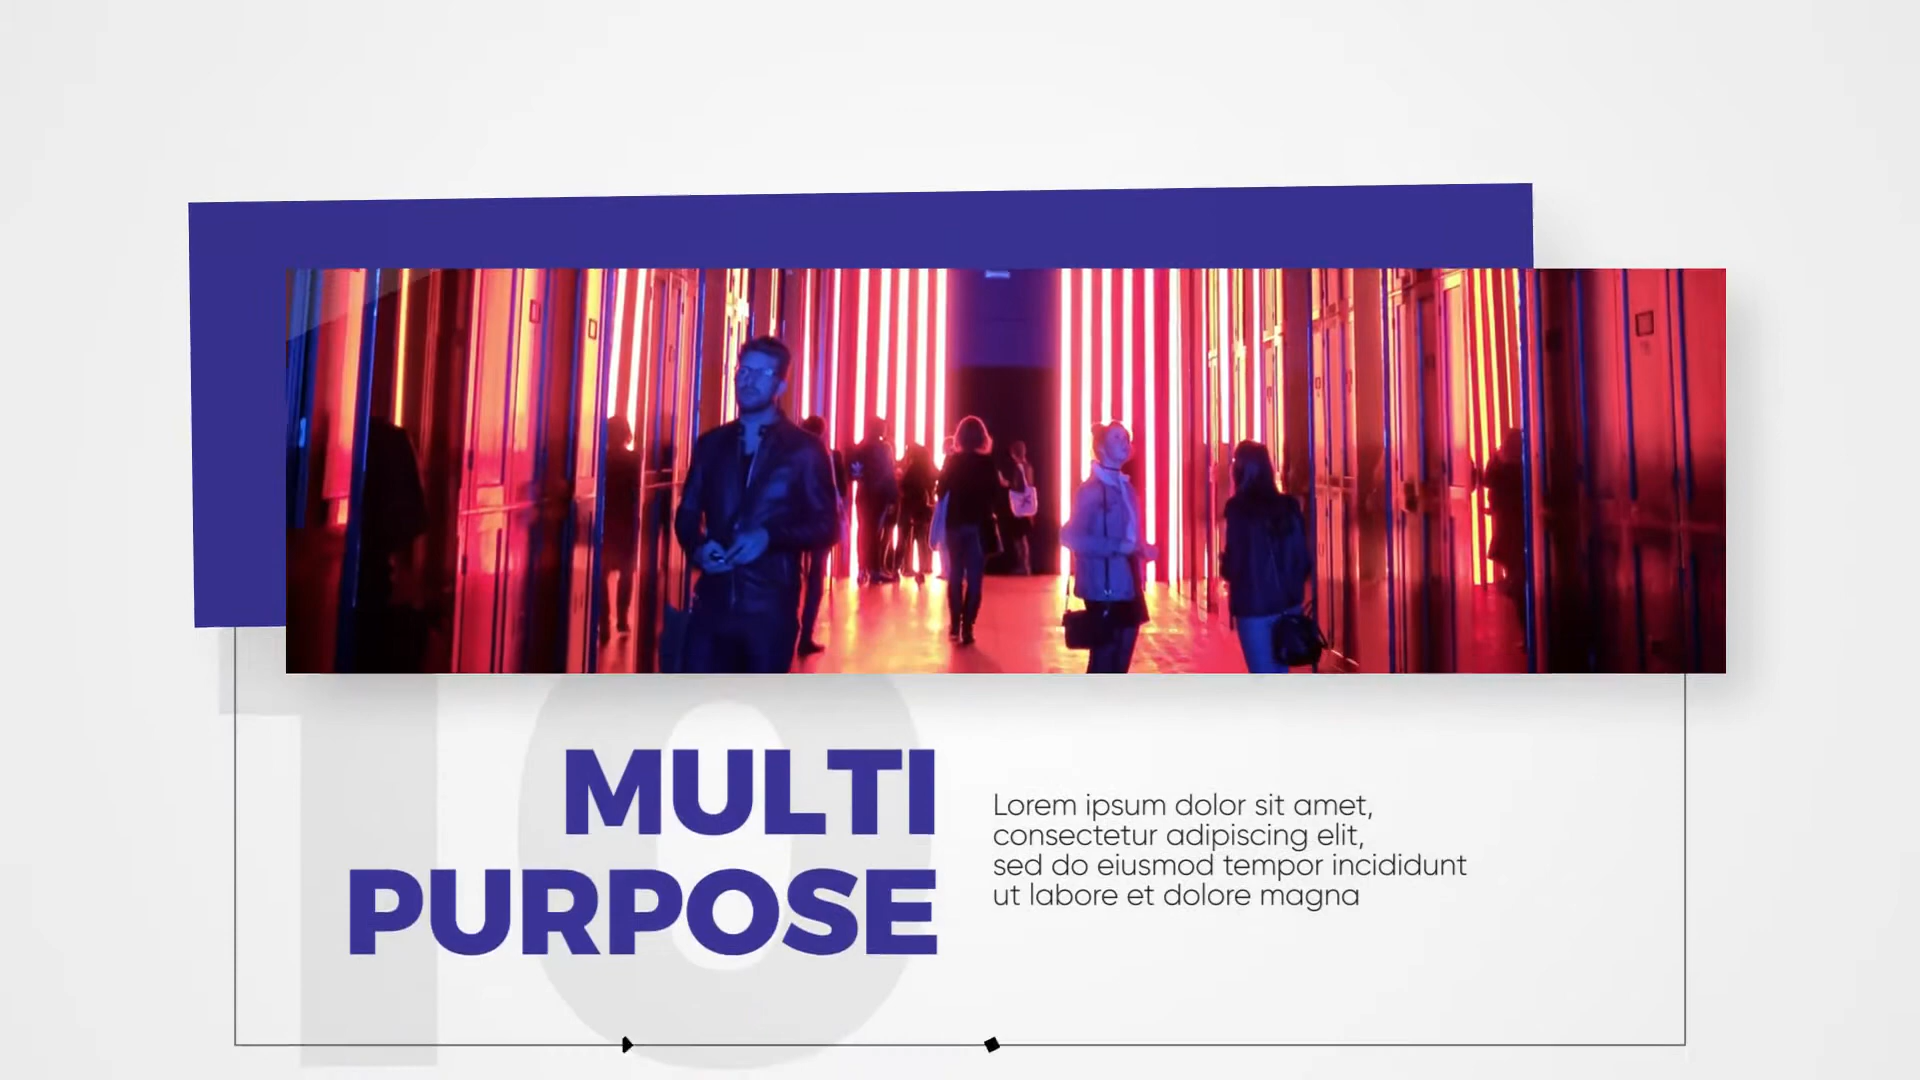 10
MULTI
PURPOSE
Lorem ipsum dolor sit amet,
consectetur adipiscing elit,
sed do eiusmod tempor incididunt
ut labore et dolore magna